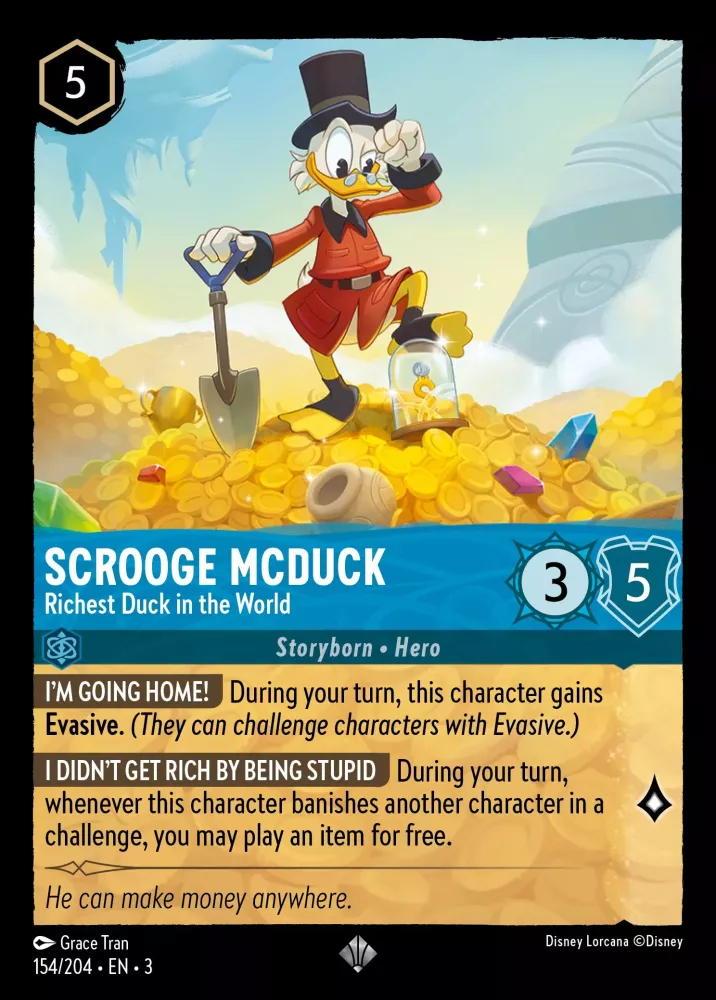 5
SCROOGE MCDUCK
Richest Duck in the World
3
5
Storyborn • Hero
I'M GOING HOME! During your turn, this character gains
Evasive. (They can challenge characters with Evasive.)
I DIDN'T GET RICH BY BEING STUPID During your turn,
whenever this character banishes another character in a
challenge, you may play an item for free.
He can make money anywhere.
Grace Tran
Disney Lorcana ©Disney
154/204 • EN • 3